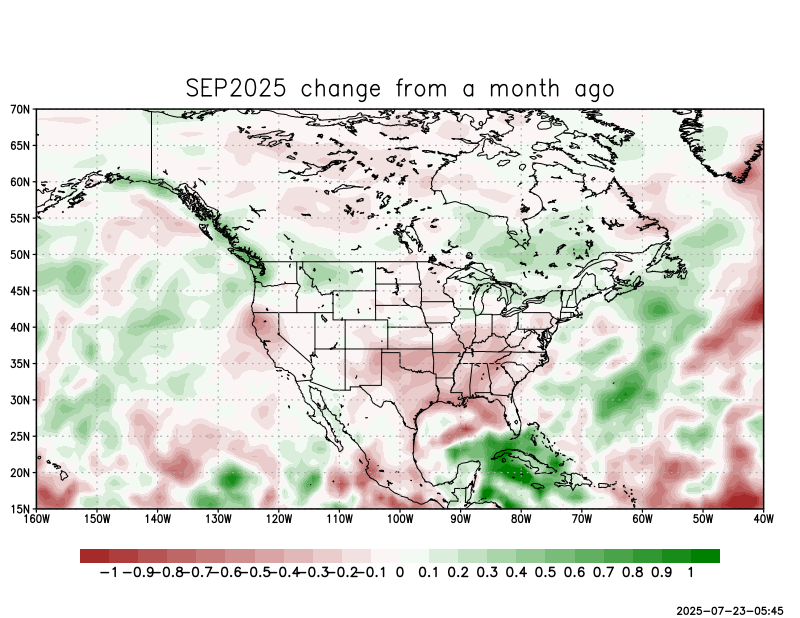 SEP2025 change from a month ago
70N
65N
60N
55N
50N
45N
40N
35N
30N
25N
20N
15N
160W 150W 140W 130W 120W 110W 100W 90W 80W 70W 60W 50W 40W
-1 -0.9 -0.8 -0.7 -0.6 -0.5 -0.4 -0.3 -0.2 -0.1 0 0.1 0.2 0.3 0.4 0.5 0.6 0.7 0.8 0.9 1
2025-07-23-05:45